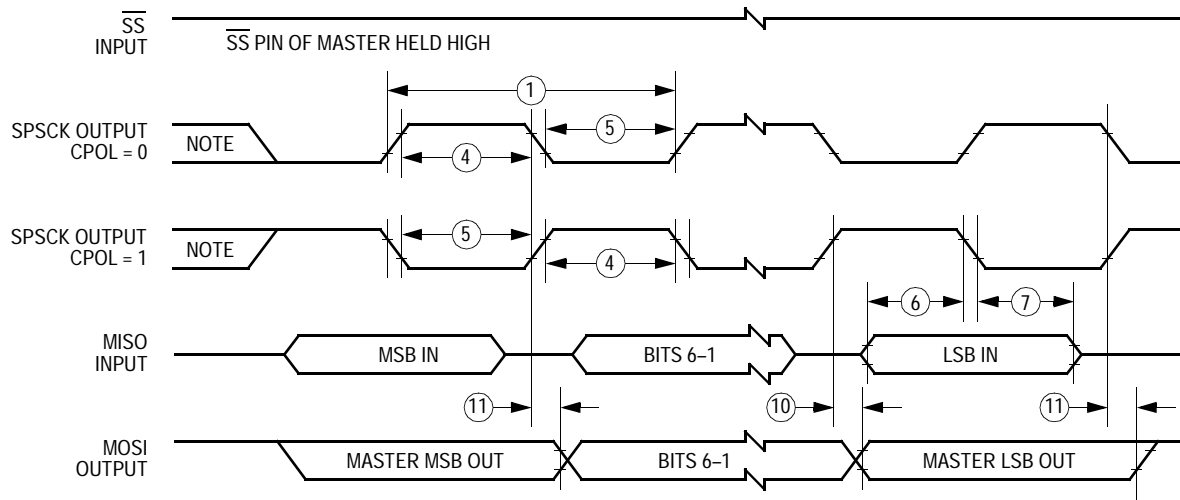 SS
INPUT
SS PIN OF MASTER HELD HIGH
1
SPSCK OUTPUT
CPOL = 0
NOTE
4
5
SPSCK OUTPUT
CPOL = 1
NOTE
5
4
6
7
MISO
INPUT
MSB IN
BITS 6–1
LSB IN
11
10
11
MOSI
OUTPUT
MASTER MSB OUT
BITS 6–1
MASTER LSB OUT